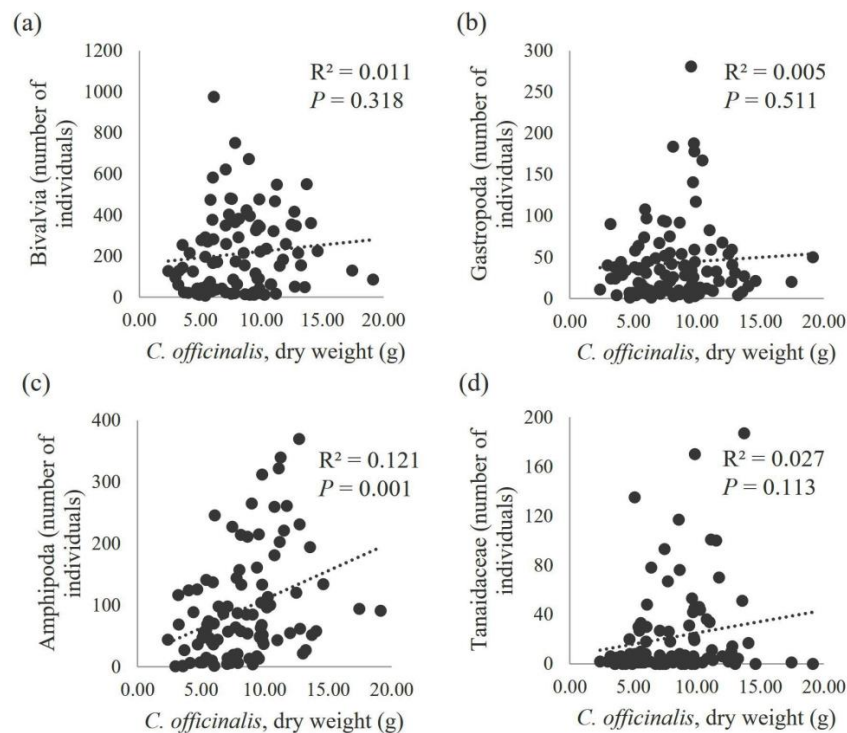 (a)
1200
1000
800
600
400
200
0
Bivalvia (number of
individuals)
R² = 0.011
P = 0.318
0.00 5.00 10.00 15.00 20.00
C. officinalis, dry weight (g)
(b)
300
250
200
150
100
50
0
Gastropoda (number of
individuals)
R² = 0.005
P = 0.511
0.00 5.00 10.00 15.00 20.00
C. officinalis, dry weight (g)
(c)
400
300
200
100
0
Amphipoda (number of
individuals)
R² = 0.121
P = 0.001
0.00 5.00 10.00 15.00 20.00
C. officinalis, dry weight (g)
(d)
200
160
120
80
40
0
Tanaidaceae (number of
individuals)
R² = 0.027
P = 0.113
0.00 5.00 10.00 15.00 20.00
C. officinalis, dry weight (g)